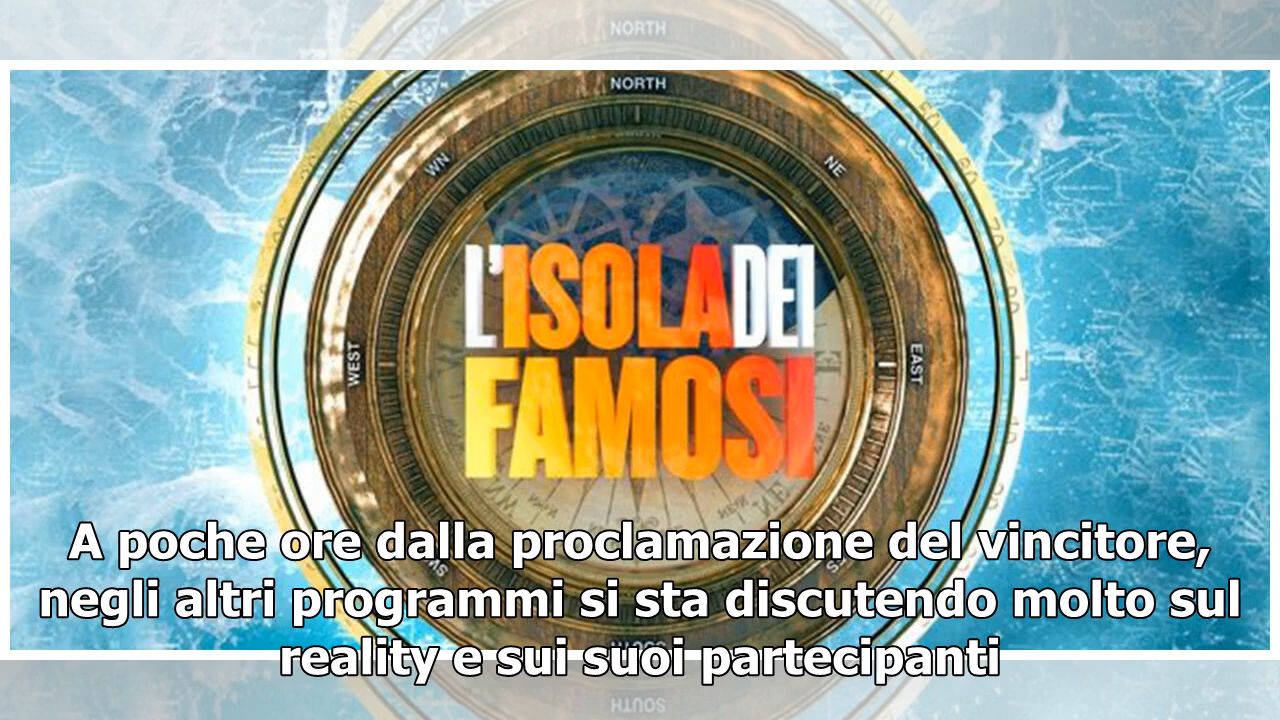 NORTH
NORTH
WN
NE
L'ISOLA DEI
FAMOSI
WEST
EAST
A poche ore dalla proclamazione del vincitore,
negli altri programmi si sta discutendo molto sul
reality e sui suoi partecipanti
SOUTH